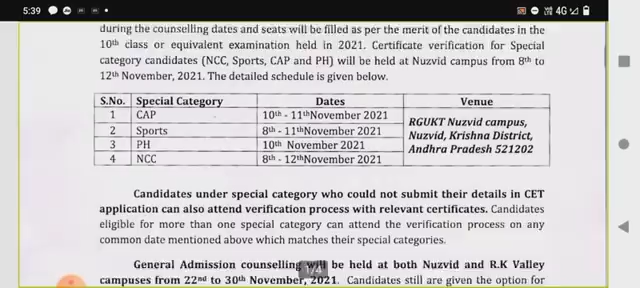 5:39
4G
during the counselling dates and seats will be filled as per the merit of the candidates in the
10th class or equivalent examination held in 2021. Certificate verification for Special
category candidates (NCC, Sports, CAP and PH) will be held at Nuzvid campus from 8th to
12th November, 2021. The detailed schedule is given below.
S.No. Special Category Dates Venue
1 CAP 10th - 11th November 2021
2 Sports 8th - 11th November 2021
3 PH 10th November 2021
4 NCC 8th - 12th November 2021
RGUKT Nuzvid campus,
Nuzvid, Krishna District,
Andhra Pradesh 521202
Candidates under special category who could not submit their details in CET
application can also attend verification process with relevant certificates. Candidates
eligible for more than one special category can attend the verification process on any
common date mentioned above which matches their special categories.
General Admission counselling will be held at both Nuzvid and R.K Valley
1/4
campuses from 22nd to 30th November, 2021. Candidates still are given the option for